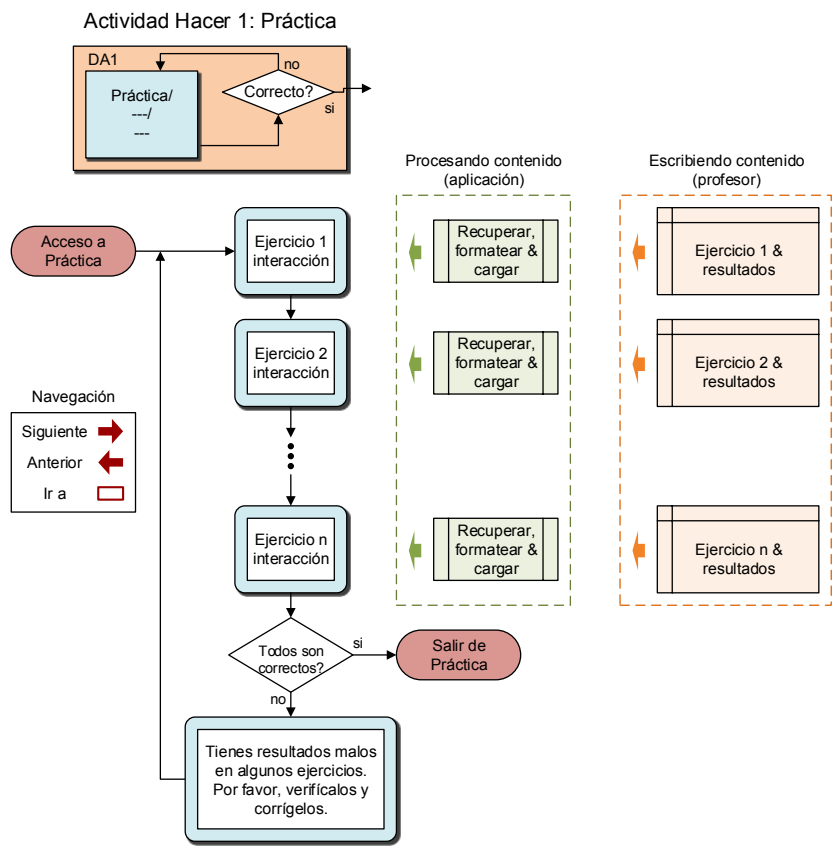 Actividad Hacer 1: Práctica
DA1
no
Práctica/
---/
---
Correcto?
si
Procesando contenido
(aplicación)
Escribiendo contenido
(profesor)
Acceso a
Práctica
Ejercicio 1
interacción
Recuperar,
formatear &
cargar
Ejercicio 1 &
resultados
Ejercicio 2
interacción
Recuperar,
formatear &
cargar
Ejercicio 2 &
resultados
Navegación
Siguiente
Anterior
Ir a
Ejercicio n
interacción
Recuperar,
formatear &
cargar
Ejercicio n &
resultados
Todos son
correctos?
si
Salir de
Práctica
no
Tienes resultados malos
en algunos ejercicios.
Por favor, verifícalos y
corrígelos.